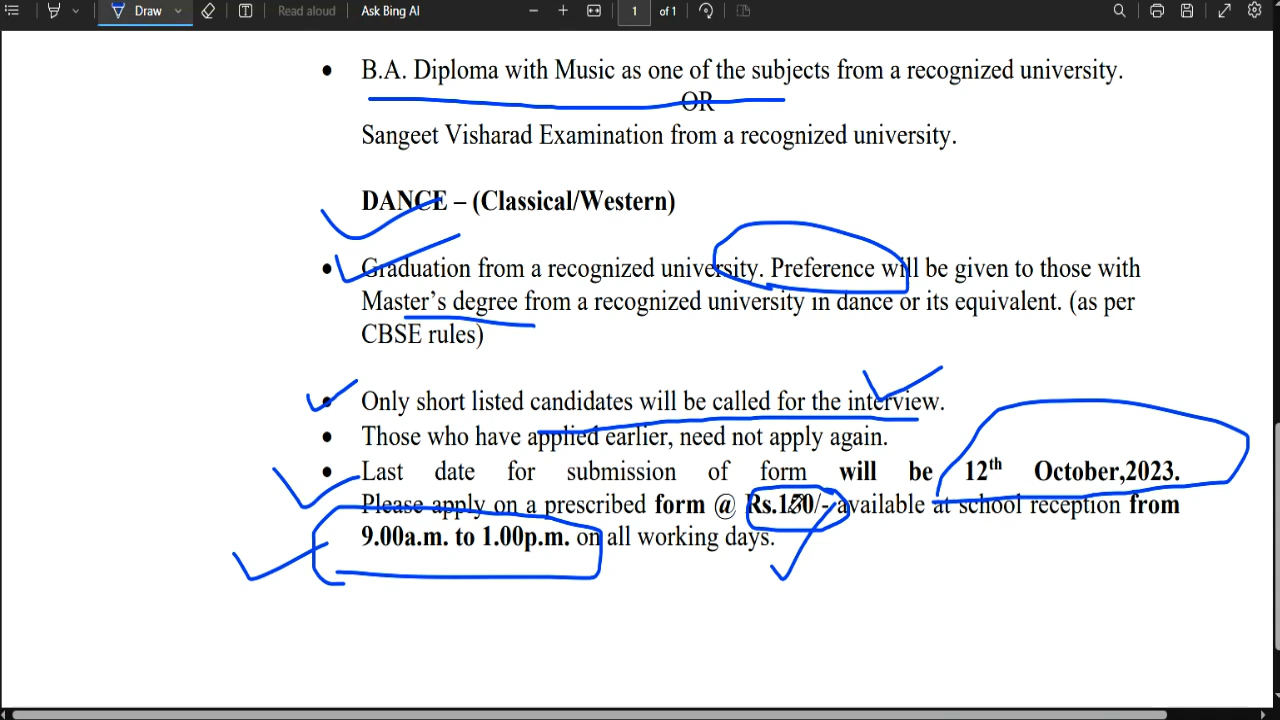 Draw
Read aloud
Ask Bing AI
1 of 1
• B.A. Diploma with Music as one of the subjects from a recognized university.
OR
Sangeet Visharad Examination from a recognized university.
DANCE – (Classical/Western)
• Graduation from a recognized university. Preference will be given to those with
Master's degree from a recognized university in dance or its equivalent. (as per
CBSE rules)
• Only short listed candidates will be called for the interview.
• Those who have applied earlier, need not apply again.
• Last date for submission of form will be 12th October,2023.
Please apply on a prescribed form @ Rs.150/- available at school reception from
9.00a.m. to 1.00p.m. on all working days.